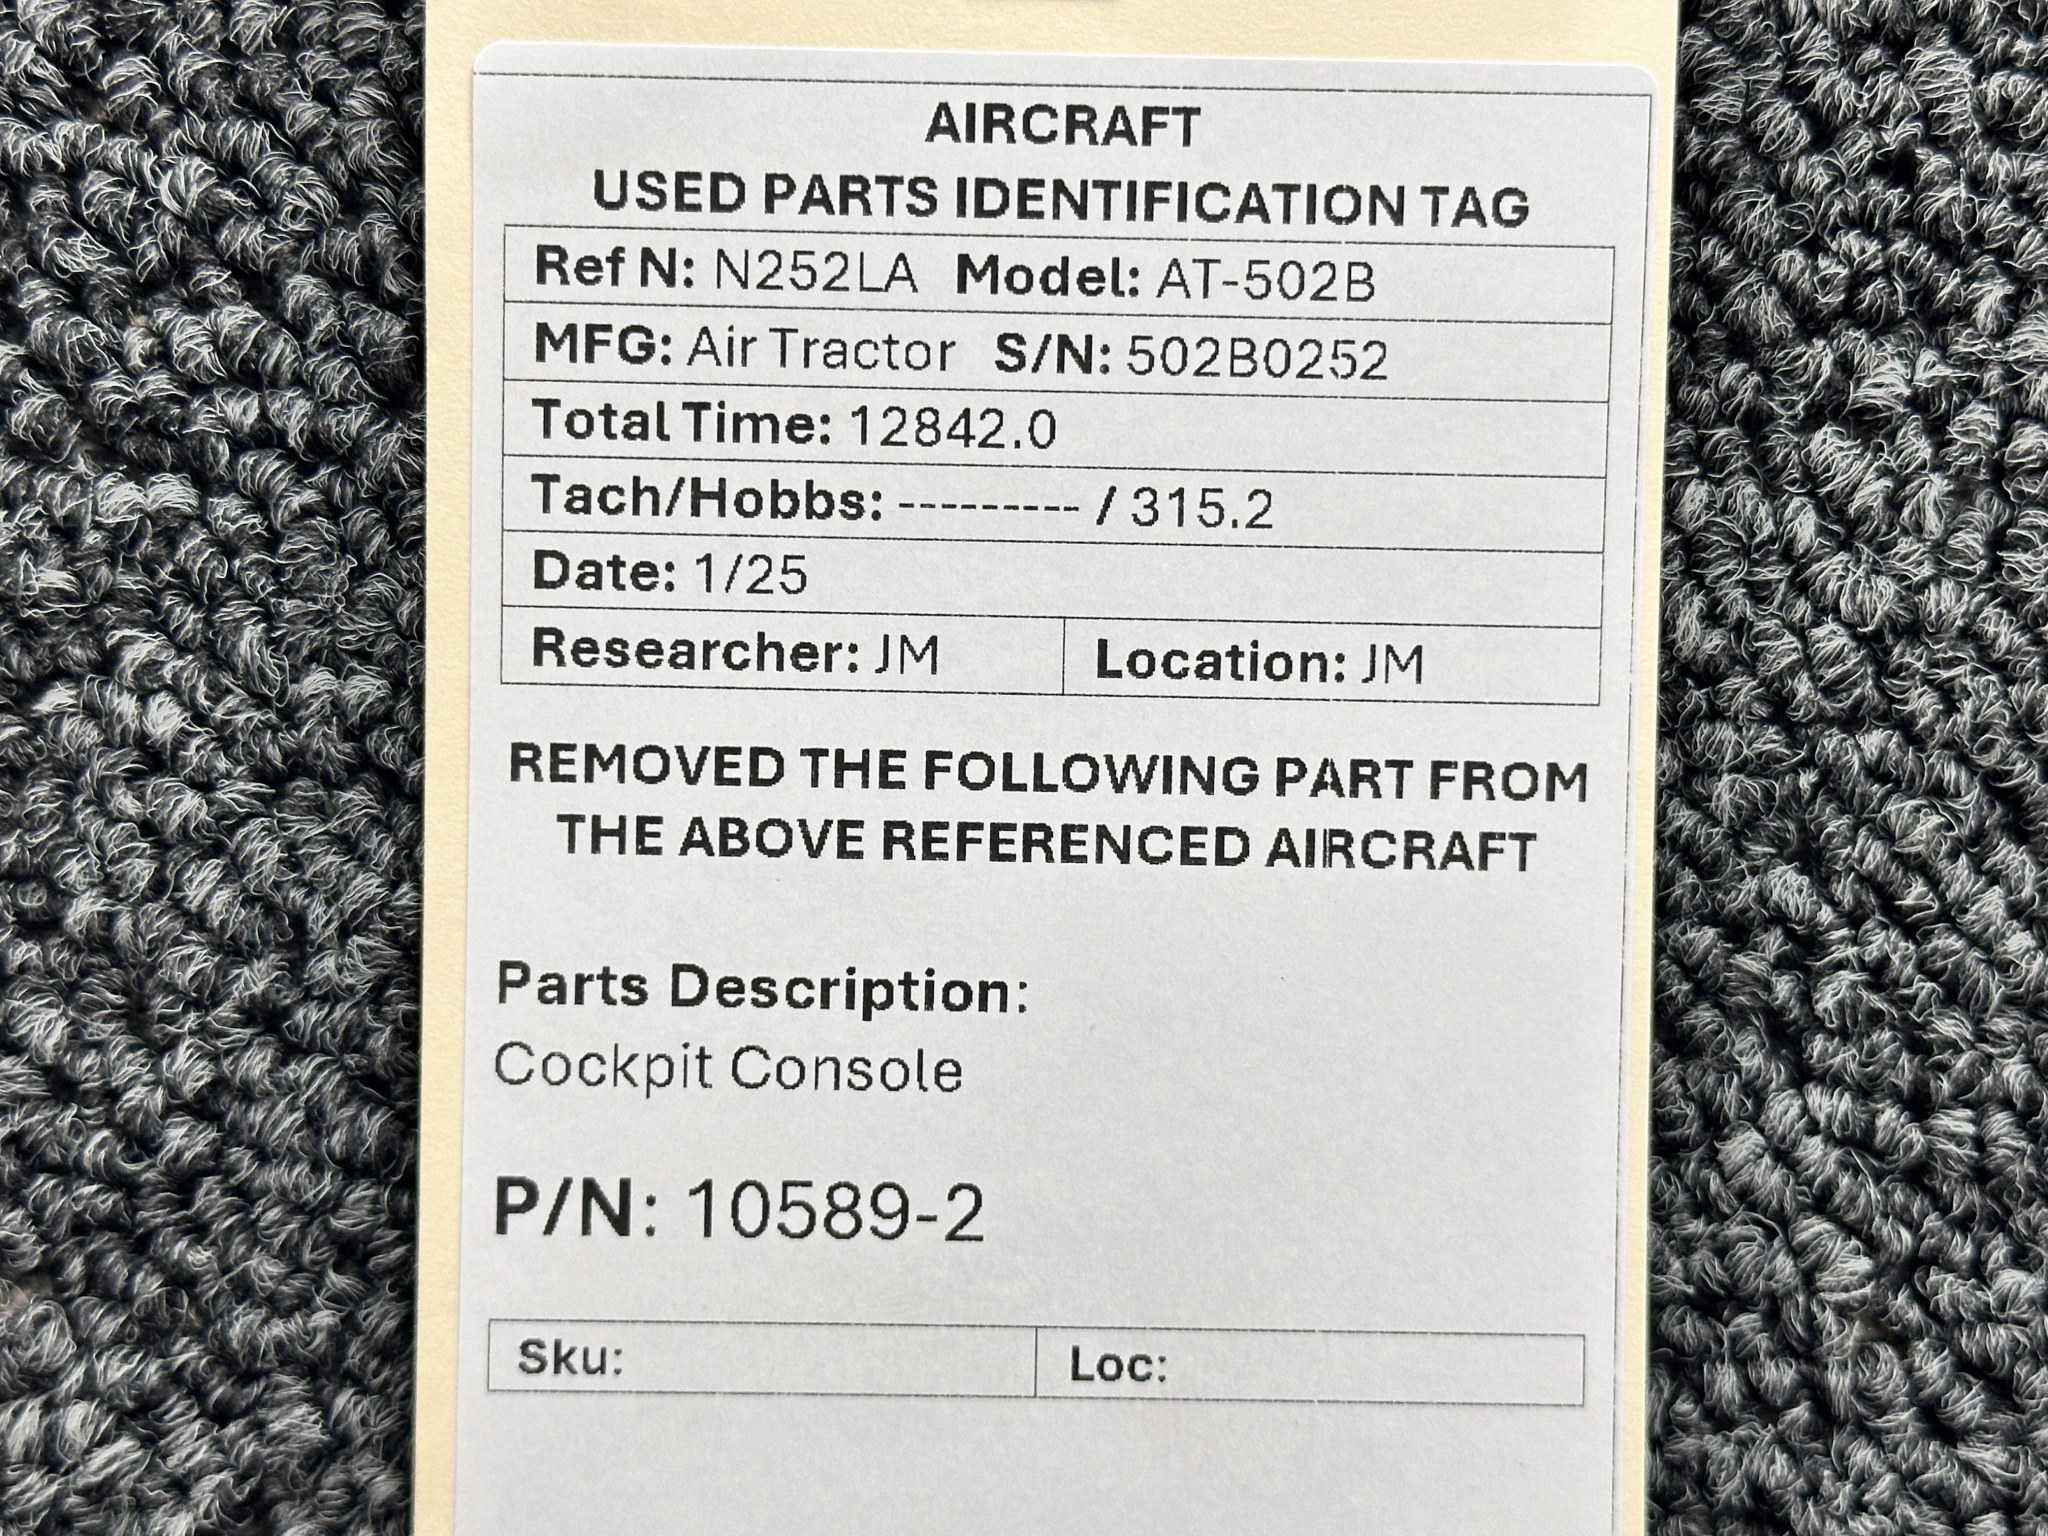 AIRCRAFT
USED PARTS IDENTIFICATION TAG
Ref N: N252LA Model: AT-502B
MFG: Air Tractor S/N: 502B0252
Total Time: 12842.0
Tach/Hobbs: --------- / 315.2
Date: 1/25
Researcher: JM Location: JM
REMOVED THE FOLLOWING PART FROM
THE ABOVE REFERENCED AIRCRAFT
Parts Description:
Cockpit Console
P/N: 10589-2
Sku: Loc: